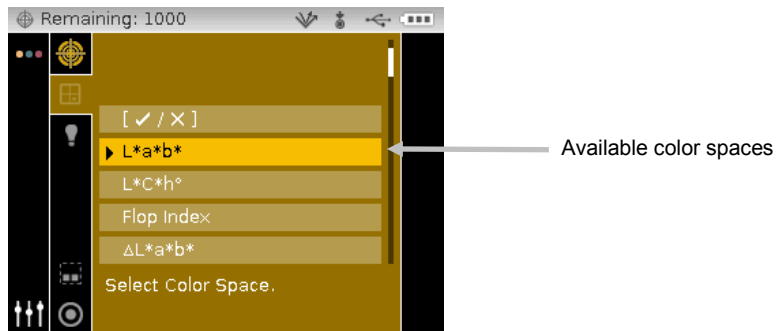 Remaining: 1000
[ ✔ / ✕ ]
L*a*b*
Available color spaces
L*C*h°
Flop Index
ΔL*a*b*
Select Color Space.